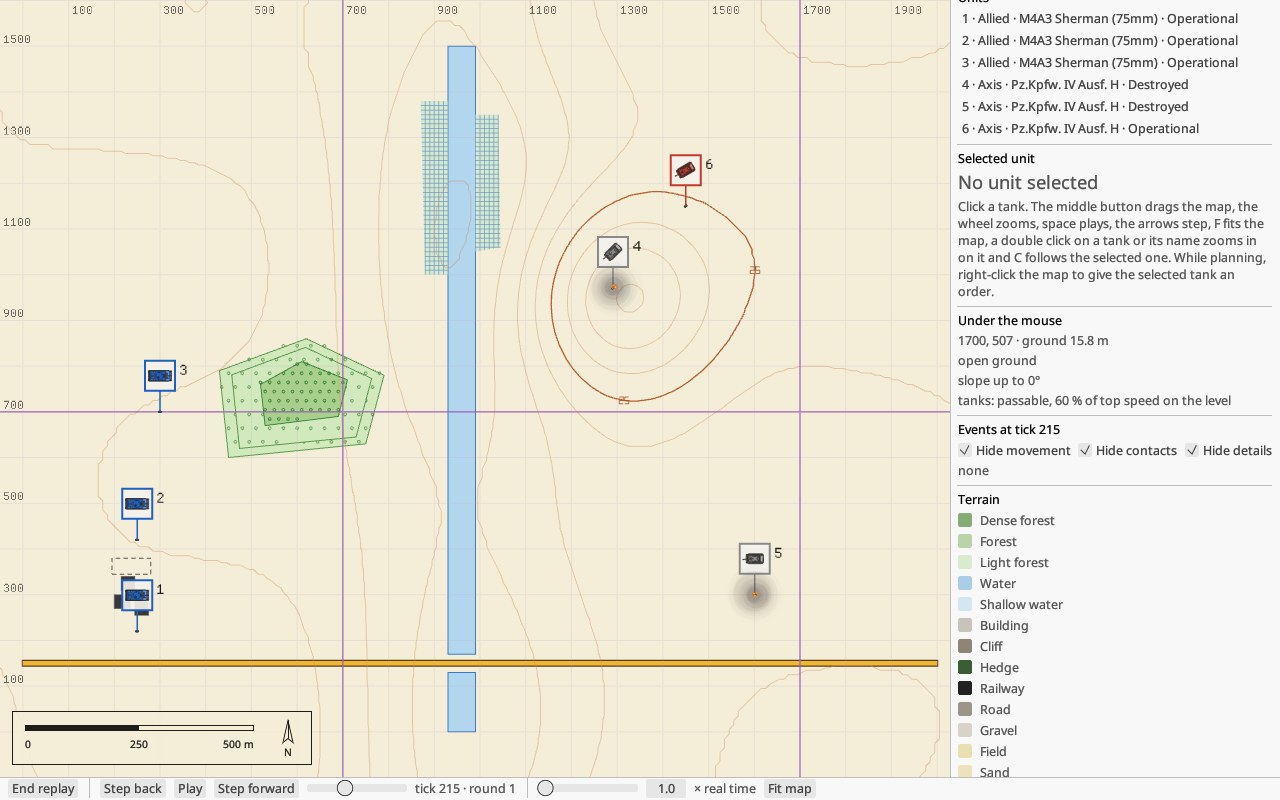 100 300 500 700 900 1100 1300 1500 1700 1900
1500
1300
1100
900
700
500
300
100
6
4
3
2
1
5
25
25
0 250 500 m
N
Units
1 · Allied · M4A3 Sherman (75mm) · Operational
2 · Allied · M4A3 Sherman (75mm) · Operational
3 · Allied · M4A3 Sherman (75mm) · Operational
4 · Axis · Pz.Kpfw. IV Ausf. H · Destroyed
5 · Axis · Pz.Kpfw. IV Ausf. H · Destroyed
6 · Axis · Pz.Kpfw. IV Ausf. H · Operational
Selected unit
No unit selected
Click a tank. The middle button drags the map, the
wheel zooms, space plays, the arrows step, F fits the
map, a double click on a tank or its name zooms in
on it and C follows the selected one. While planning,
right-click the map to give the selected tank an
order.
Under the mouse
1700, 507 · ground 15.8 m
open ground
slope up to 0°
tanks: passable, 60 % of top speed on the level
Events at tick 215
Hide movement Hide contacts Hide details
none
Terrain
Dense forest
Forest
Light forest
Water
Shallow water
Building
Cliff
Hedge
Railway
Road
Gravel
Field
Sand
End replay Step back Play Step forward tick 215 · round 1 1.0 × real time Fit map